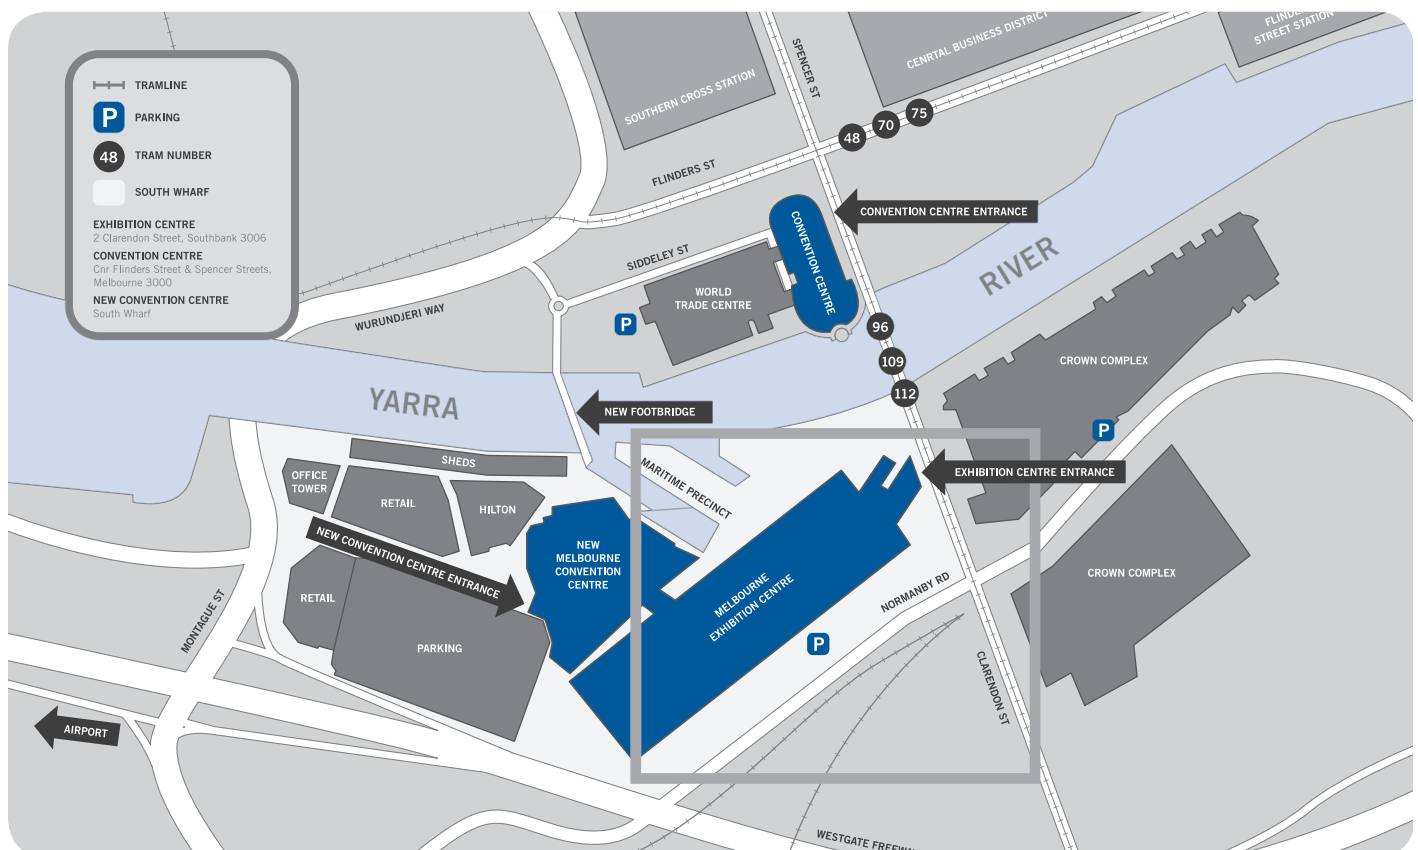 TRAMLINE
P
PARKING
48
TRAM NUMBER
SOUTH WHARF
EXHIBITION CENTRE
2 Clarendon Street, Southbank 3006
CONVENTION CENTRE
Cnr Flinders Street & Spencer Streets,
Melbourne 3000
NEW CONVENTION CENTRE
South Wharf
SOUTHERN CROSS STATION
SPENCER ST
CENRTAL BUSINESS DISTRICT
STREET STATION
48
70
75
FLINDERS ST
CONVENTION CENTRE ENTRANCE
CONVENTION CENTRE
SIDDELEY ST
WORLD
TRADE CENTRE
P
WURUNDJERI WAY
RIVER
96
109
112
CROWN COMPLEX
YARRA
NEW FOOTBRIDGE
P
SHEDS
MARITIME PRECINCT
EXHIBITION CENTRE ENTRANCE
OFFICE
TOWER
RETAIL
HILTON
NEW CONVENTION CENTRE ENTRANCE
NEW
MELBOURNE
CONVENTION
CENTRE
MELBOURNE
EXHIBITION CENTRE
NORMANBY RD
CROWN COMPLEX
RETAIL
MONTAGUE ST
PARKING
P
CLARENDON ST
AIRPORT
WESTGATE